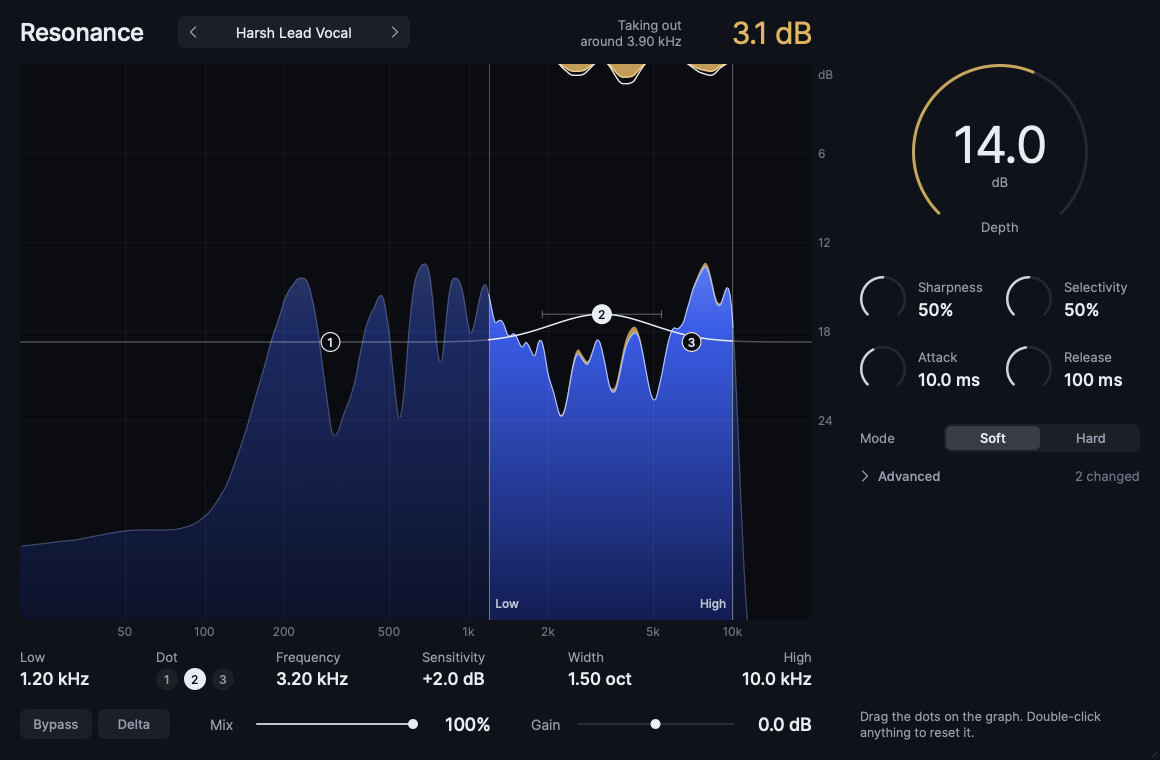 Resonance
Harsh Lead Vocal
Taking out
around 3.90 kHz
3.1 dB
dB
6
12
18
24
1
2
3
Low
High
50
100
200
500
1k
2k
5k
10k
14.0
dB
Depth
Sharpness
50%
Selectivity
50%
Attack
10.0 ms
Release
100 ms
Mode
Soft
Hard
Advanced
2 changed
Low
1.20 kHz
Dot
1 2 3
Frequency
3.20 kHz
Sensitivity
+2.0 dB
Width
1.50 oct
High
10.0 kHz
Bypass
Delta
Mix
100%
Gain
0.0 dB
Drag the dots on the graph. Double-click
anything to reset it.